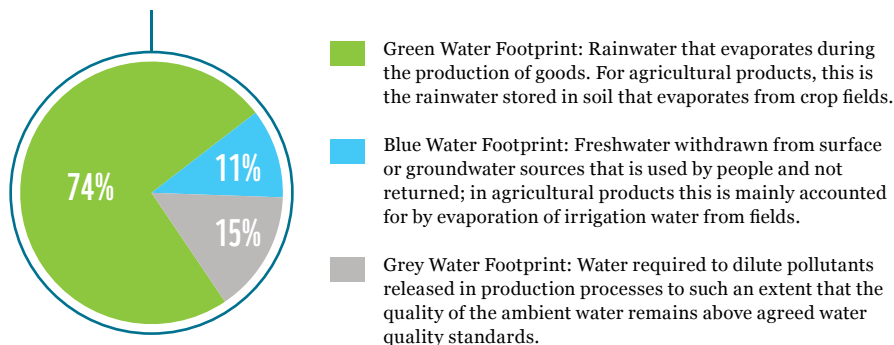 74%
11%
15%
Green Water Footprint: Rainwater that evaporates during
the production of goods. For agricultural products, this is
the rainwater stored in soil that evaporates from crop fields.
Blue Water Footprint: Freshwater withdrawn from surface
or groundwater sources that is used by people and not
returned; in agricultural products this is mainly accounted
for by evaporation of irrigation water from fields.
Grey Water Footprint: Water required to dilute pollutants
released in production processes to such an extent that the
quality of the ambient water remains above agreed water
quality standards.